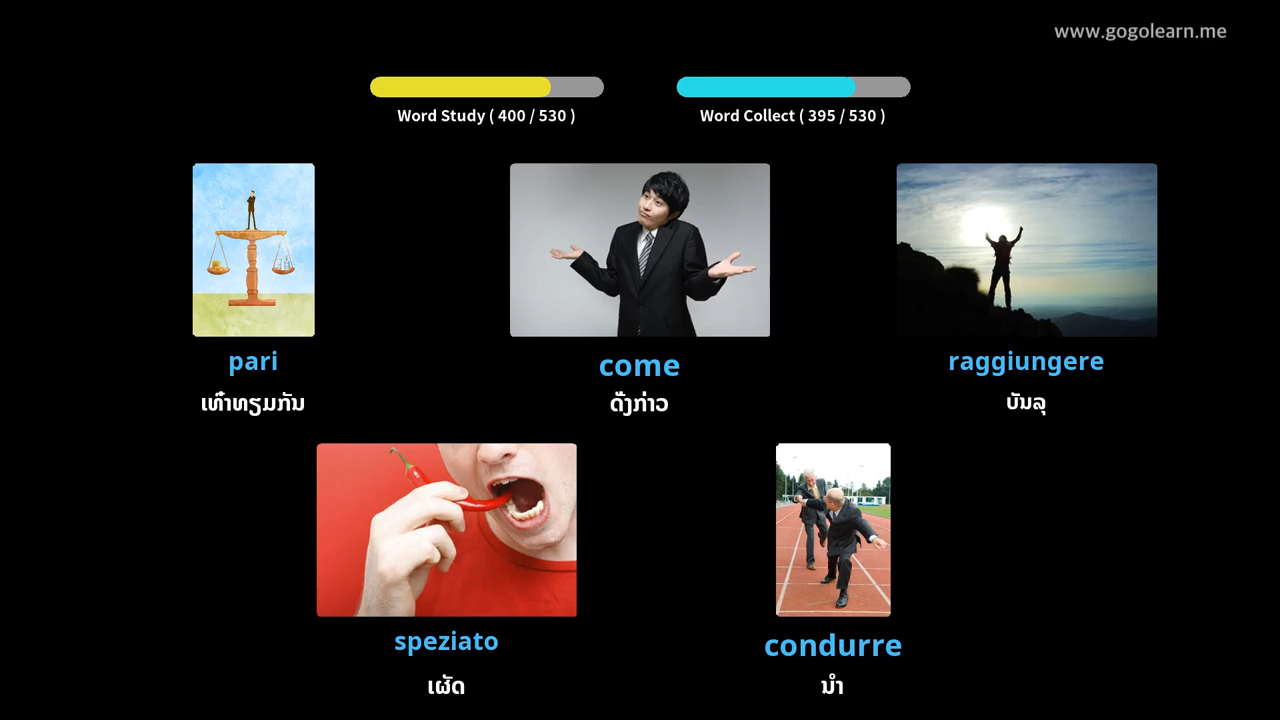 www.gogolearn.me
Word Study ( 400 / 530 )
Word Collect ( 395 / 530 )
pari
ເທົ່າທຽມກັນ
come
ດັ່ງກ່າວ
raggiungere
ບັນລຸ
speziato
ເຜັດ
condurre
ນໍາ